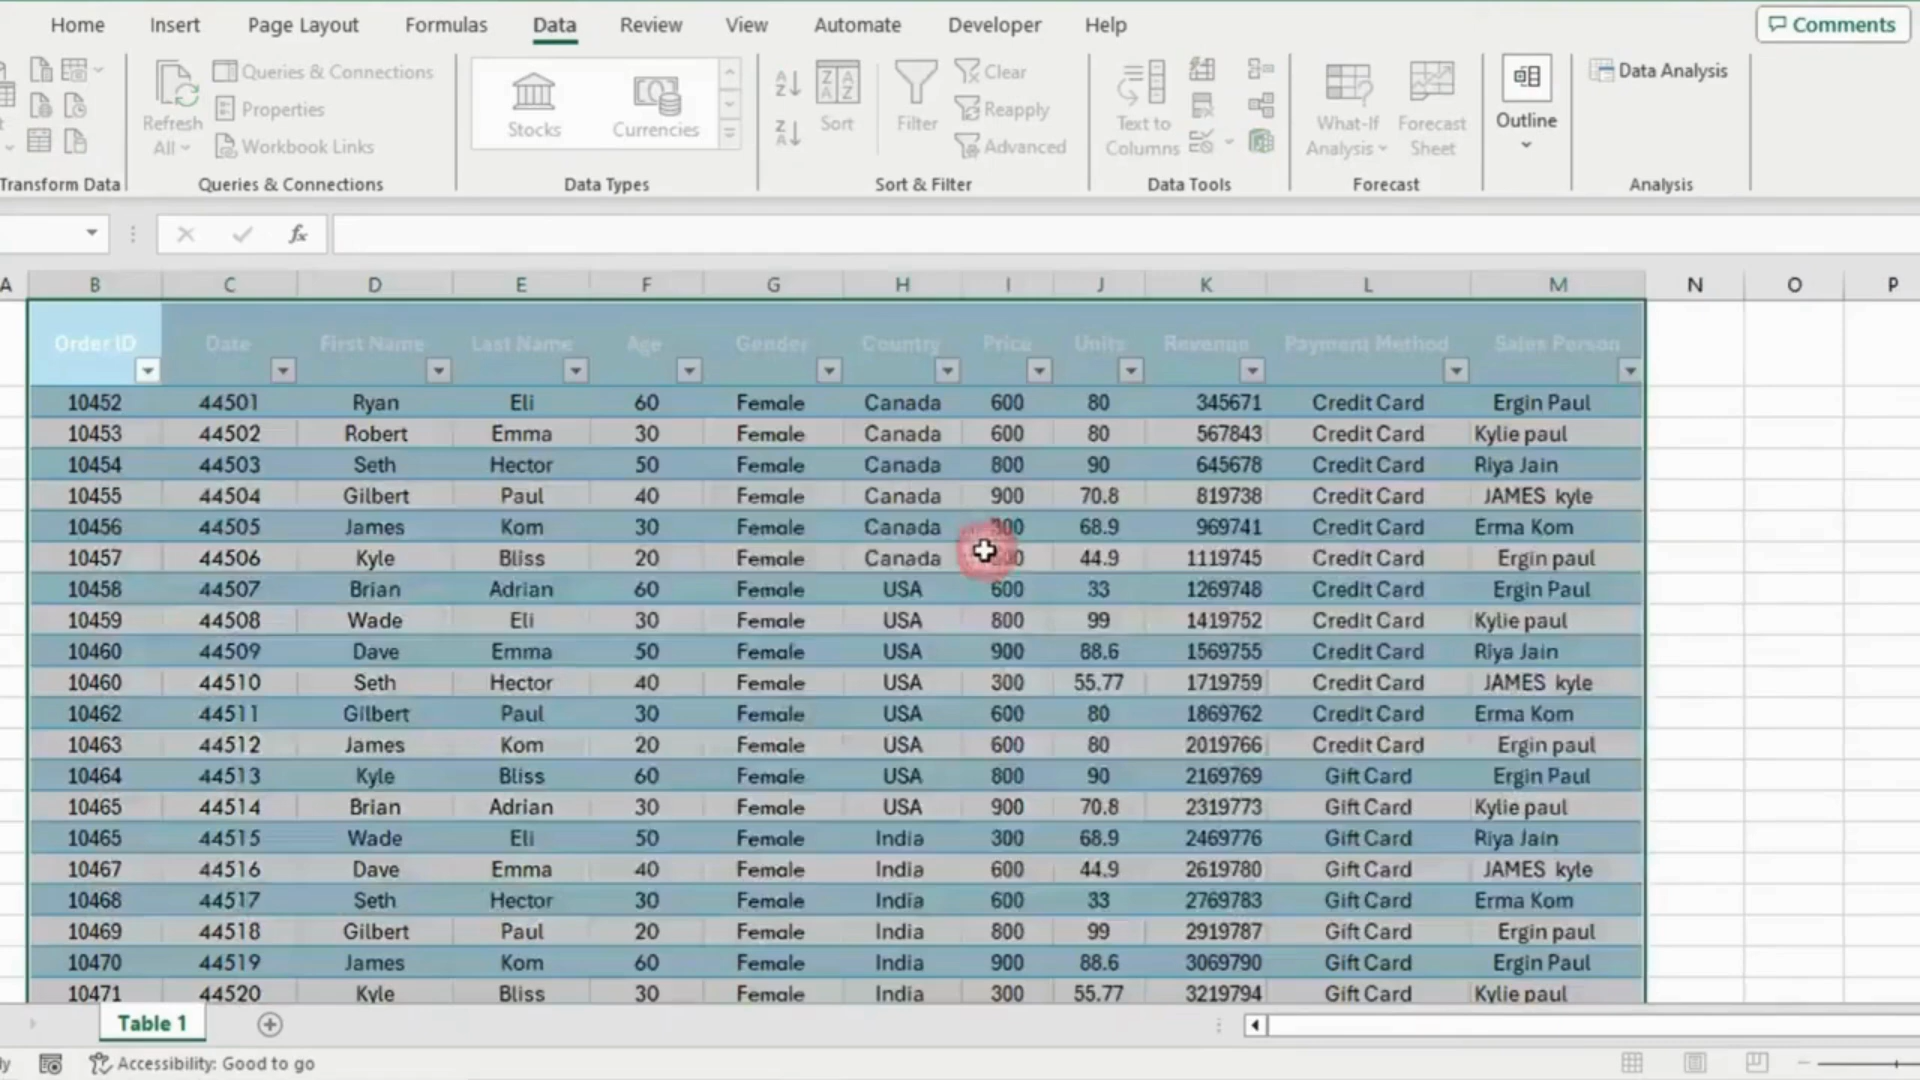 Home Insert Page Layout Formulas Data Review View Automate Developer Help Comments
Queries & Connections
Properties
Workbook Links
Refresh All
Stocks Currencies
Sort
Filter
Clear
Reapply
Advanced
Text to Columns
What-If Analysis
Forecast Sheet
Outline
Data Analysis
Transform Data Queries & Connections Data Types Sort & Filter Data Tools Forecast Analysis
fx
A B C D E F G H I J K L M N O P
Order ID Date First Name Last Name Age Gender Country Price Units Revenue Payment Method Sales Person
10452 44501 Ryan Eli 60 Female Canada 600 80 345671 Credit Card Ergin Paul
10453 44502 Robert Emma 30 Female Canada 600 80 567843 Credit Card Kylie paul
10454 44503 Seth Hector 50 Female Canada 800 90 645678 Credit Card Riya Jain
10455 44504 Gilbert Paul 40 Female Canada 900 70.8 819738 Credit Card JAMES kyle
10456 44505 James Kom 30 Female Canada 300 68.9 969741 Credit Card Erma Kom
10457 44506 Kyle Bliss 20 Female Canada 44.9 1119745 Credit Card Ergin paul
10458 44507 Brian Adrian 60 Female USA 600 33 1269748 Credit Card Ergin Paul
10459 44508 Wade Eli 30 Female USA 800 99 1419752 Credit Card Kylie paul
10460 44509 Dave Emma 50 Female USA 900 88.6 1569755 Credit Card Riya Jain
10460 44510 Seth Hector 40 Female USA 300 55.77 1719759 Credit Card JAMES kyle
10462 44511 Gilbert Paul 30 Female USA 600 80 1869762 Credit Card Erma Kom
10463 44512 James Kom 20 Female USA 600 80 2019766 Credit Card Ergin paul
10464 44513 Kyle Bliss 60 Female USA 800 90 2169769 Gift Card Ergin Paul
10465 44514 Brian Adrian 30 Female USA 900 70.8 2319773 Gift Card Kylie paul
10465 44515 Wade Eli 50 Female India 300 68.9 2469776 Gift Card Riya Jain
10467 44516 Dave Emma 40 Female India 600 44.9 2619780 Gift Card JAMES kyle
10468 44517 Seth Hector 30 Female India 600 33 2769783 Gift Card Erma Kom
10469 44518 Gilbert Paul 20 Female India 800 99 2919787 Gift Card Ergin paul
10470 44519 James Kom 60 Female India 900 88.6 3069790 Gift Card Ergin Paul
10471 44520 Kyle Bliss 30 Female India 300 55.77 3219794 Gift Card Kylie paul
Table 1
Accessibility: Good to go